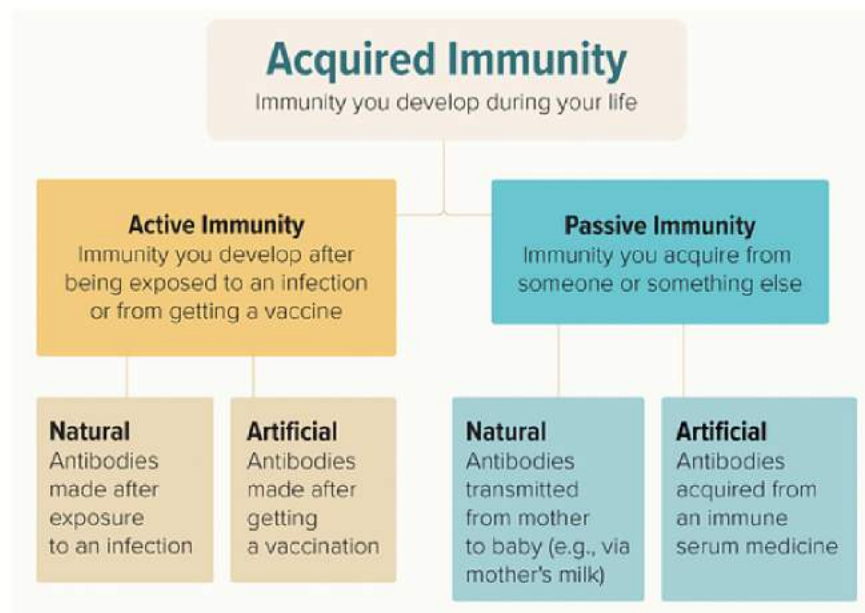 Acquired Immunity
Immunity you develop during your life
Active Immunity
Immunity you develop after
being exposed to an infection
or from getting a vaccine
Passive Immunity
Immunity you acquire from
someone or something else
Natural
Antibodies
made after
exposure
to an infection
Artificial
Antibodies
made after
getting
a vaccination
Natural
Antibodies
transmitted
from mother
to baby (e.g., via
mother's milk)
Artificial
Antibodies
acquired from
an immune
serum medicine